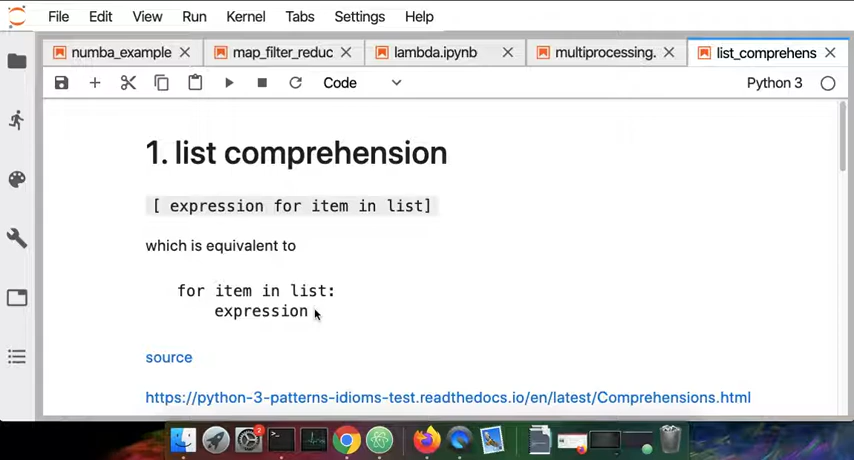 File Edit View Run Kernel Tabs Settings Help
numba_example map_filter_reduc lambda.ipynb multiprocessing. list_comprehens
Code Python 3
1. list comprehension
[ expression for item in list]
which is equivalent to
for item in list:
expression
source
https://python-3-patterns-idioms-test.readthedocs.io/en/latest/Comprehensions.html
2